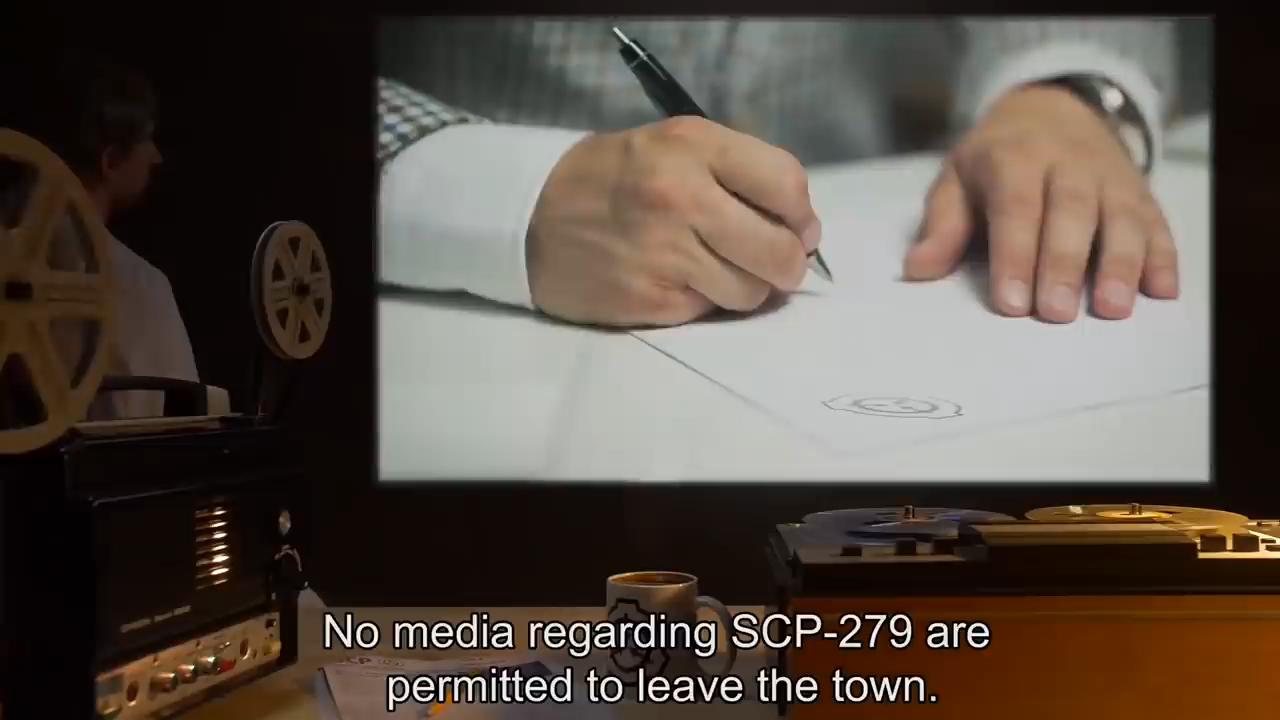 No media regarding SCP-279 are
permitted to leave the town.